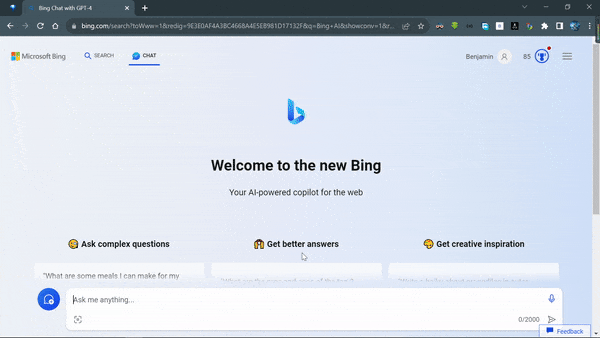 Bing Chat with GPT-4
bing.com/search?toWww=1&redig=9E3E0AF4A3BC4668A4E5EB981D17132F&q=Bing+AI&showconv=1&r...
Microsoft Bing
SEARCH
CHAT
Benjamin
85
Welcome to the new Bing
Your AI-powered copilot for the web
Ask complex questions
Get better answers
Get creative inspiration
"What are some meals I can make for my
Ask me anything...
0/2000
Feedback